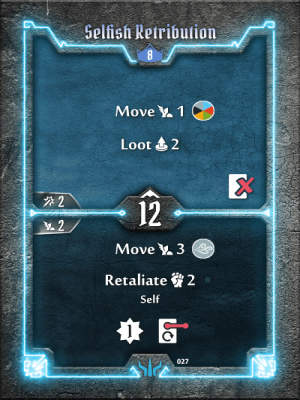 Selfish Retribution
8
Move 1
Loot 2
2
12
2
Move 3
Retaliate 2
Self
1
027